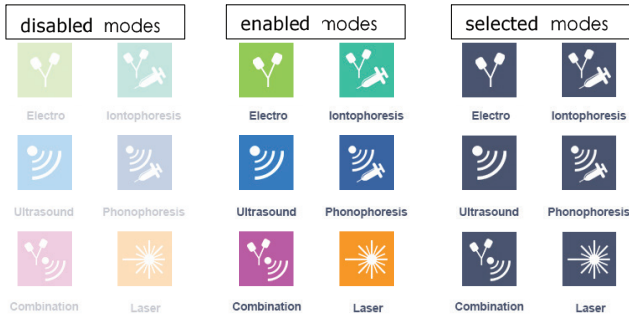 disabled modes
enabled modes
selected modes
Electro Iontophoresis
Electro Iontophoresis
Electro Iontophoresis
Ultrasound Phonophoresis
Ultrasound Phonophoresis
Ultrasound Phonophoresis
Combination Laser
Combination Laser
Combination Laser